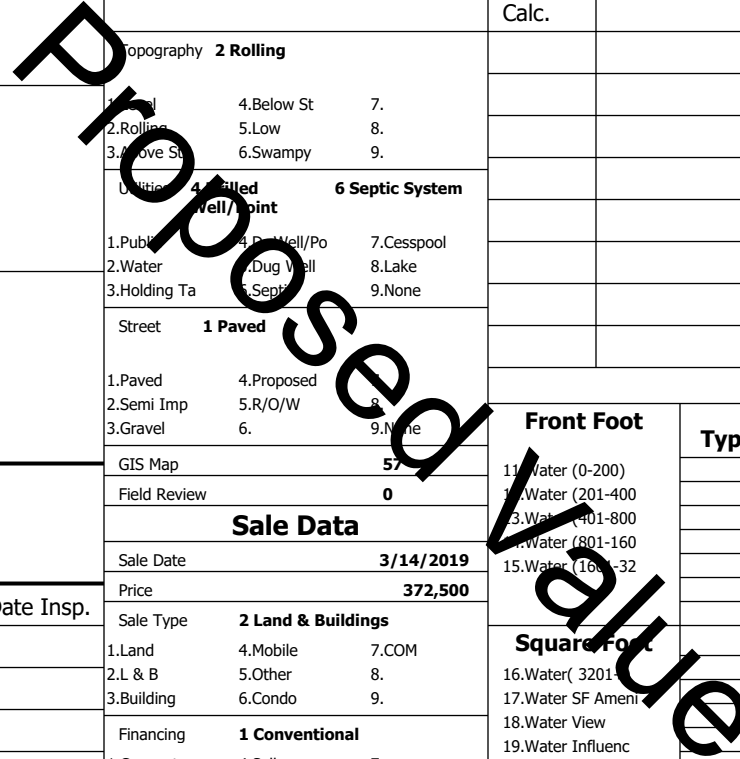 Calc.
Topography 2 Rolling
4.Below St 7.
2.Rolling 5.Low 8.
3.Above St 6.Swampy 9.
Utilities 4 Drilled 6 Septic System
Well/Point
1.Public 4.Dr Well/Po 7.Cesspool
2.Water 5.Dug Well 8.Lake
3.Holding Ta 6.Septic 9.None
Street 1 Paved
1.Paved 4.Proposed
2.Semi Imp 5.R/O/W 8.
3.Gravel 6. 9.None
GIS Map 57
Field Review 0
Sale Data
Sale Date 3/14/2019
Price 372,500
Sale Type 2 Land & Buildings
1.Land 4.Mobile 7.COM
2.L & B 5.Other 8.
3.Building 6.Condo 9.
Financing 1 Conventional
Date Insp.
Front Foot
Typ
11.Water (0-200)
12.Water (201-400
13.Water (401-800
14.Water (801-160
15.Water (1601-32
Square Foot
16.Water( 3201-
17.Water SF Ameni
18.Water View
19.Water Influenc
Proposed Value